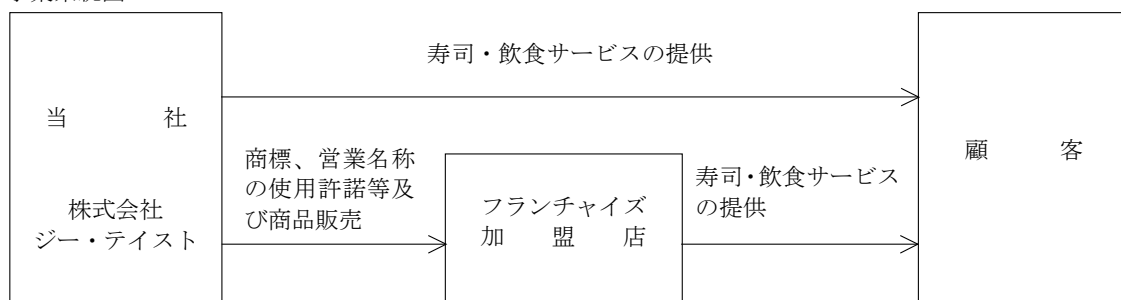 寿司・飲食サービスの提供
当社
株式会社
ジー・テイスト
商標、営業名称
の使用許諾等及
び商品販売
フランチャイズ
加盟店
寿司・飲食サービス
の提供
顧客